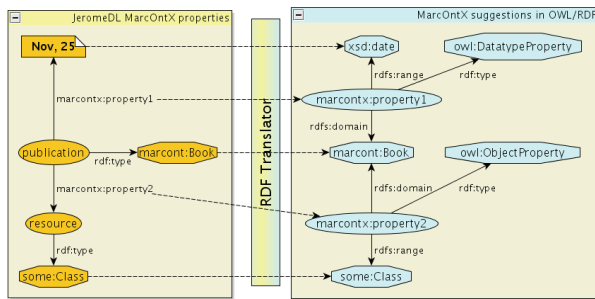 JeromeDL MarcOntX properties
Nov, 25
marcontx:property1
publication
rdf:type
marcont:Book
marcontx:property2
resource
rdf:type
some:Class
RDF Translator
MarcOntX suggestions in OWL/RDF
xsd:date
owl:DatatypeProperty
rdfs:range
rdf:type
marcontx:property1
rdfs:domain
marcont:Book
owl:ObjectProperty
rdfs:domain
rdf:type
marcontx:property2
rdfs:range
some:Class